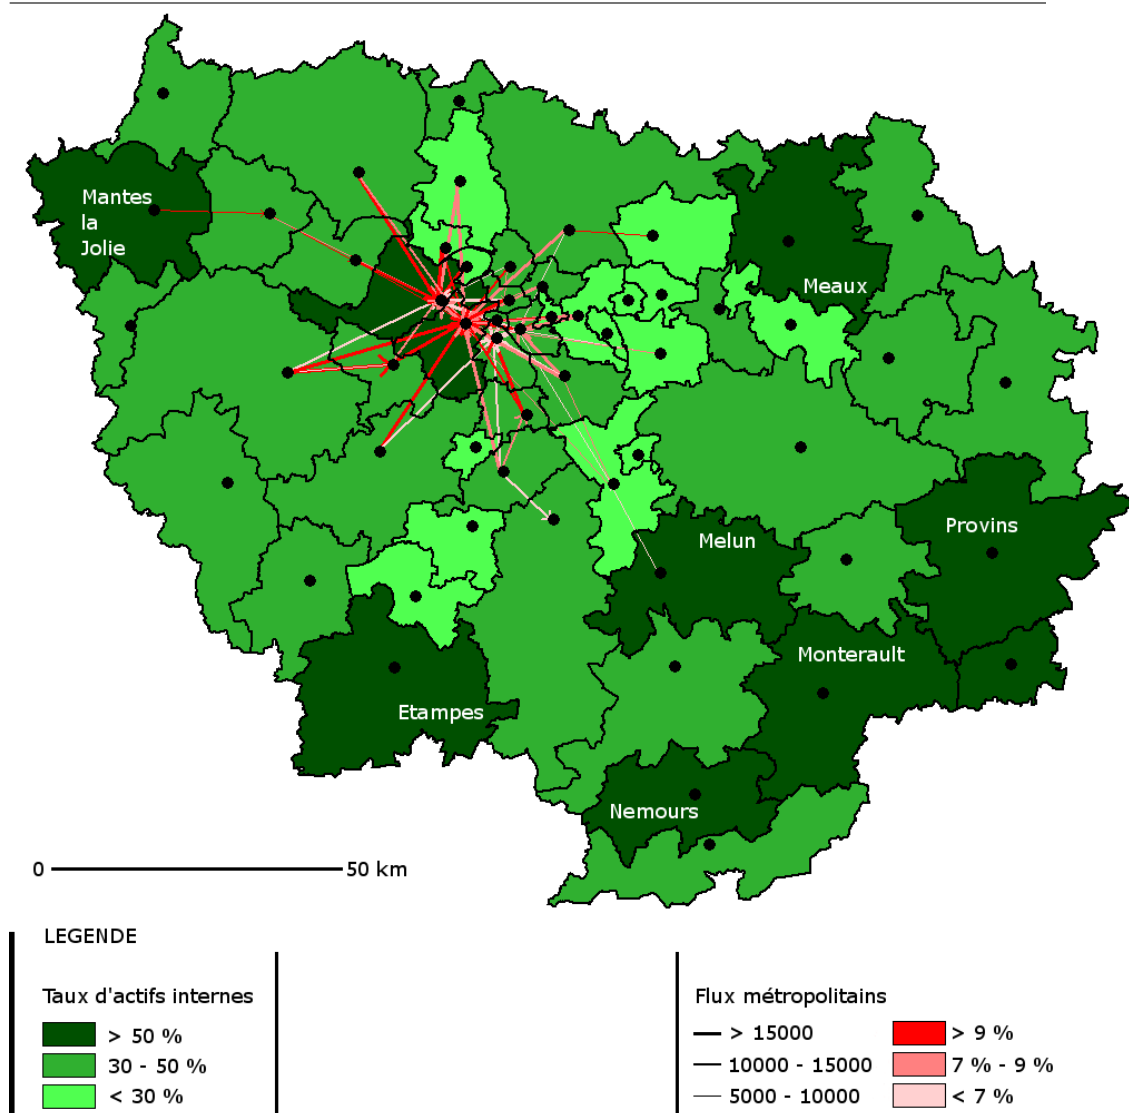 Mantes
la
Jolie
Meaux
Provins
Melun
Monterault
Etampes
Nemours
0 50 km
LEGENDE
Taux d'actifs internes
> 50 %
30 - 50 %
< 30 %
Flux métropolitains
> 15000
10000 - 15000
5000 - 10000
> 9 %
7 % - 9 %
< 7 %